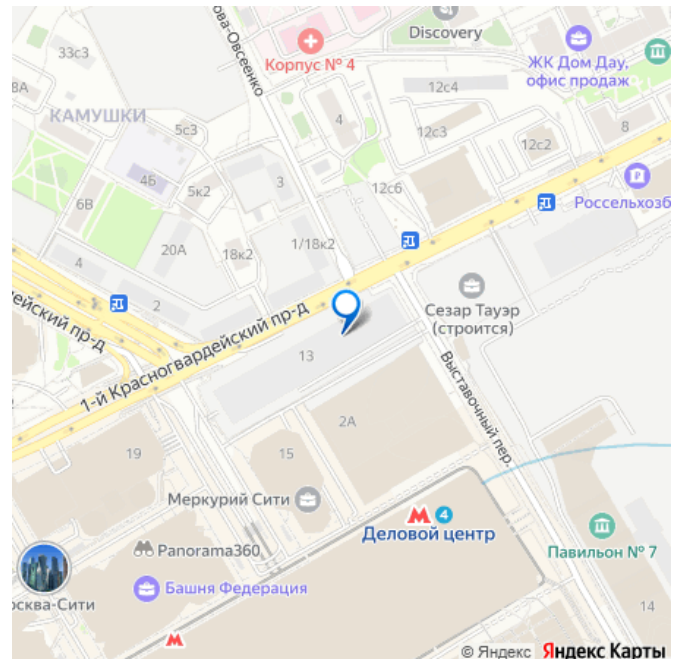 ова-Овсеенко
Discovery
33с3
Корпус № 4
ЖК Дом Дау,
офис продаж
8А
12с4
КАМУШКИ
5с3
4
12с3
12с2
8
4Б
5к2
3
12с6
Россельхозб
6В
20А
18к2
1/18к2
4
2
Сезар Тауэр
(строится)
дейский пр-д
1-й Красногвардейский пр-д
13
Выставочный пер.
2А
19
15
Меркурий Сити
4
Деловой центр
Panorama360
Павильон № 7
Башня Федерация
осква-Сити
14
© Яндекс Яндекс Карты